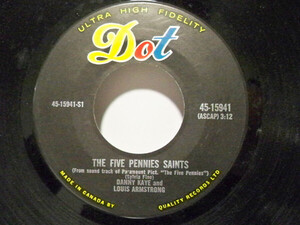 ULTRA HIGH FIDELITY
Dot
45-15941-S1
45-15941
(ASCAP) 3:12
THE FIVE PENNIES SAINTS
(From sound track of Paramount Pict. "The Five Pennies")
(Sylvia Fine)
DANNY KAYE and
LOUIS ARMSTRONG
MADE IN CANADA BY QUALITY RECORDS LTD.